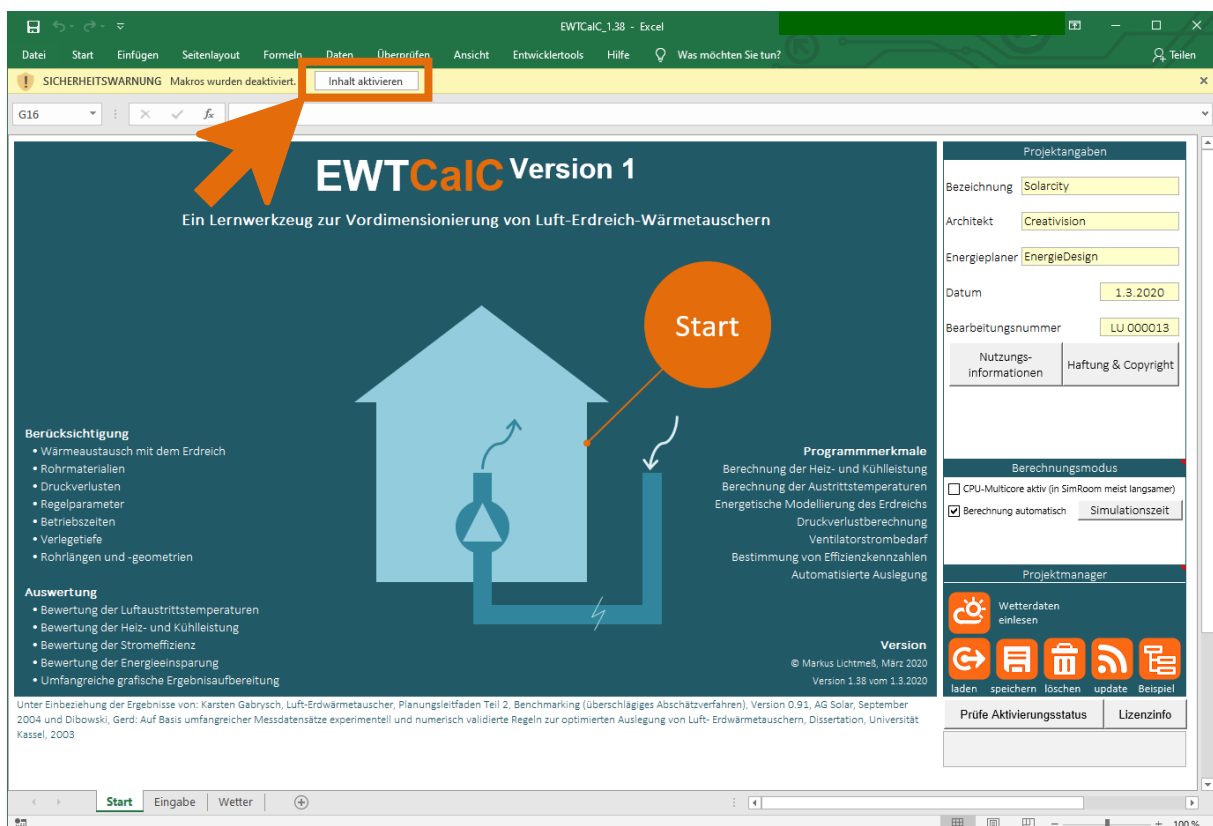 EWTCalC_1.38 - Excel
Datei Start Einfügen Seitenlayout Formeln Daten Überprüfen Ansicht Entwicklertools Hilfe Was möchten Sie tun? Teilen
SICHERHEITSWARNUNG Makros wurden deaktiviert. Inhalt aktivieren
G16 fx
EWTCalC Version 1
Ein Lernwerkzeug zur Vordimensionierung von Luft-Erdreich-Wärmetauschern
Start
Berücksichtigung
• Wärmeaustausch mit dem Erdreich
• Rohrmaterialien
• Druckverlusten
• Regelparameter
• Betriebszeiten
• Verlegetiefe
• Rohrlängen und -geometrien
Auswertung
• Bewertung der Luftaustrittstemperaturen
• Bewertung der Heiz- und Kühlleistung
• Bewertung der Stromeffizienz
• Bewertung der Energieeinsparung
• Umfangreiche grafische Ergebnisaufbereitung
Programmmerkmale
Berechnung der Heiz- und Kühlleistung
Berechnung der Austrittstemperaturen
Energetische Modellierung des Erdreichs
Druckverlustberechnung
Ventilatorstrombedarf
Bestimmung von Effizienzkennzahlen
Automatisierte Auslegung
Version
© Markus Lichtmeß, März 2020
Version 1.38 vom 1.3.2020
Unter Einbeziehung der Ergebnisse von: Karsten Gabrysch, Luft-Erdwärmetauscher, Planungsleitfaden Teil 2, Benchmarking (überschlägiges Abschätzverfahren), Version 0.91, AG Solar, September
2004 und Dibowski, Gerd: Auf Basis umfangreicher Messdatensätze experimentell und numerisch validierte Regeln zur optimierten Auslegung von Luft- Erdwärmetauschern, Dissertation, Universität
Kassel, 2003
Projektangaben
Bezeichnung Solarcity
Architekt Creativision
Energieplaner EnergieDesign
Datum 1.3.2020
Bearbeitungsnummer LU 000013
Nutzungs-
informationen
Haftung & Copyright
Berechnungsmodus
CPU-Multicore aktiv (in SimRoom meist langsamer)
Berechnung automatisch Simulationszeit
Projektmanager
Wetterdaten
einlesen
laden speichern löschen update Beispiel
Prüfe Aktivierungsstatus Lizenzinfo
Start Eingabe Wetter
100 %